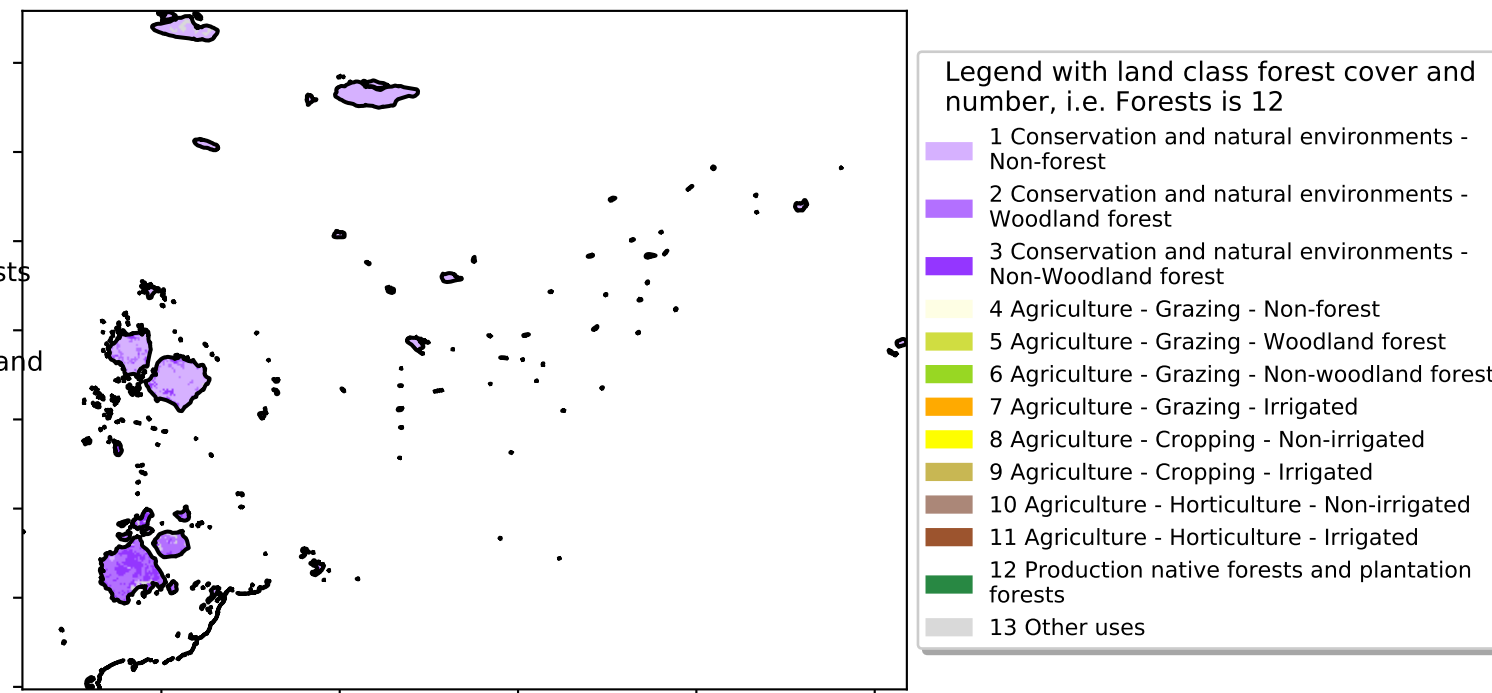 Legend with land class forest cover and
number, i.e. Forests is 12
1 Conservation and natural environments -
Non-forest
2 Conservation and natural environments -
Woodland forest
3 Conservation and natural environments -
Non-Woodland forest
sts
4 Agriculture - Grazing - Non-forest
5 Agriculture - Grazing - Woodland forest
and
6 Agriculture - Grazing - Non-woodland forest
7 Agriculture - Grazing - Irrigated
8 Agriculture - Cropping - Non-irrigated
9 Agriculture - Cropping - Irrigated
10 Agriculture - Horticulture - Non-irrigated
11 Agriculture - Horticulture - Irrigated
12 Production native forests and plantation
forests
13 Other uses